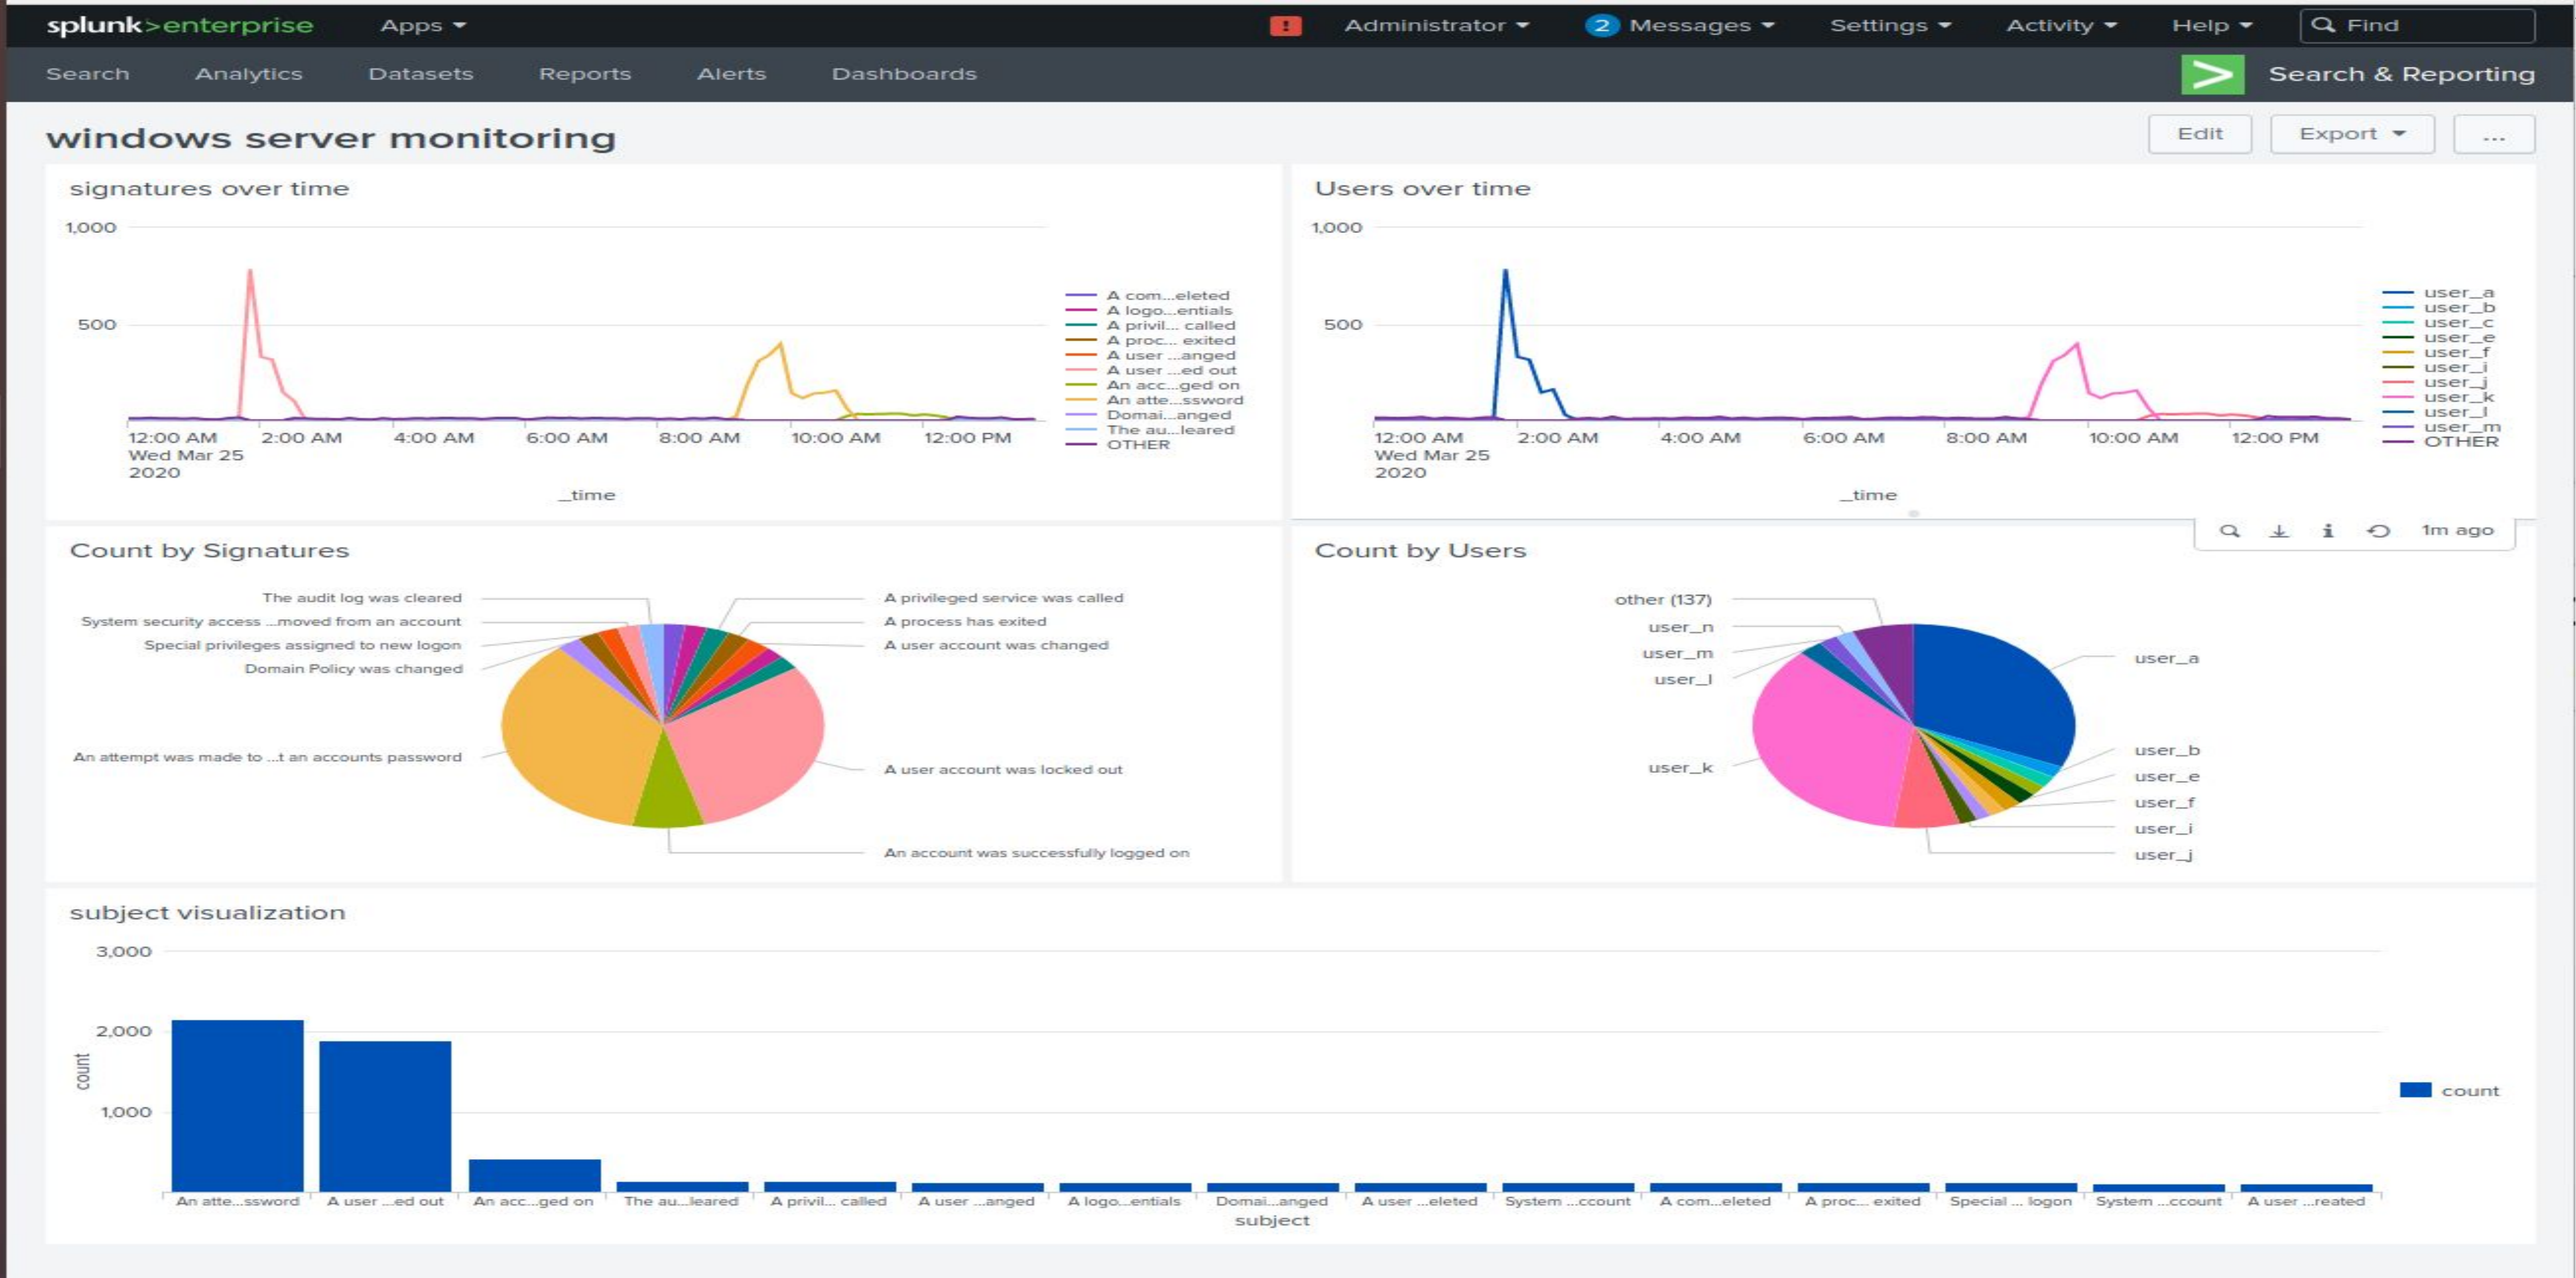 splunk>enterprise Apps ! Administrator 2 Messages Settings Activity Help Find
Search Analytics Datasets Reports Alerts Dashboards > Search & Reporting
windows server monitoring Edit Export ...
signatures over time
1,000
500
12:00 AM 2:00 AM 4:00 AM 6:00 AM 8:00 AM 10:00 AM 12:00 PM
Wed Mar 25
2020
_time
A com...eleted
A logo...entials
A privil... called
A proc... exited
A user ...anged
A user ...ed out
An acc...ged on
An atte...ssword
Domai...anged
The au...leared
OTHER
Users over time
1,000
500
12:00 AM 2:00 AM 4:00 AM 6:00 AM 8:00 AM 10:00 AM 12:00 PM
Wed Mar 25
2020
_time
user_a
user_b
user_c
user_e
user_f
user_i
user_j
user_k
user_l
user_m
OTHER
1m ago
Count by Signatures
The audit log was cleared
System security access ...moved from an account
Special privileges assigned to new logon
Domain Policy was changed
An attempt was made to ...t an accounts password
A privileged service was called
A process has exited
A user account was changed
A user account was locked out
An account was successfully logged on
Count by Users
other (137)
user_n
user_m
user_l
user_k
user_a
user_b
user_e
user_f
user_i
user_j
subject visualization
3,000
2,000
1,000
count
An atte...ssword A user ...ed out An acc...ged on The au...leared A privil... called A user ...anged A logo...entials Domai...anged A user ...eleted System ...ccount A com...eleted A proc... exited Special ... logon System ...ccount A user ...reated
subject
count